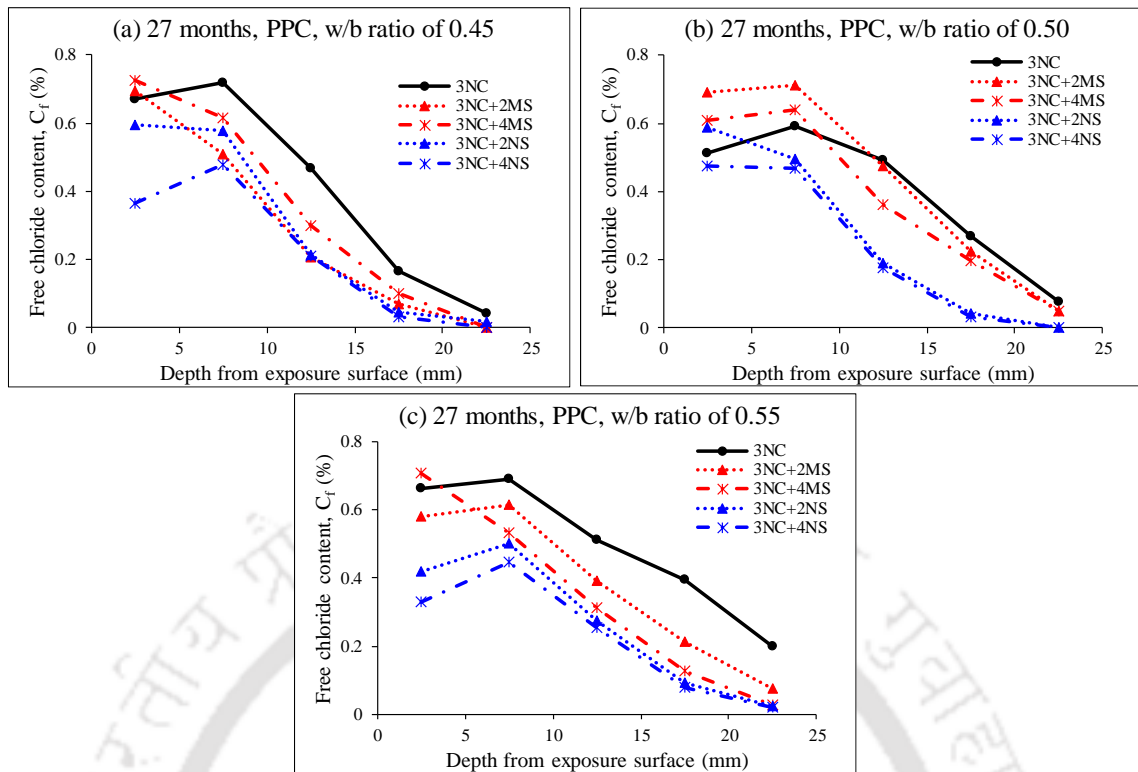 (a) 27 months, PPC, w/b ratio of 0.45
Free chloride content, Cf (%)
0.8
0.6
0.4
0.2
0
0 5 10 15 20 25
Depth from exposure surface (mm)
3NC
3NC+2MS
3NC+4MS
3NC+2NS
3NC+4NS
(b) 27 months, PPC, w/b ratio of 0.50
Free chloride content, Cf (%)
0.8
0.6
0.4
0.2
0
0 5 10 15 20 25
Depth from exposure surface (mm)
3NC
3NC+2MS
3NC+4MS
3NC+2NS
3NC+4NS
(c) 27 months, PPC, w/b ratio of 0.55
Free chloride content, Cf (%)
0.8
0.6
0.4
0.2
0
0 5 10 15 20 25
Depth from exposure surface (mm)
3NC
3NC+2MS
3NC+4MS
3NC+2NS
3NC+4NS